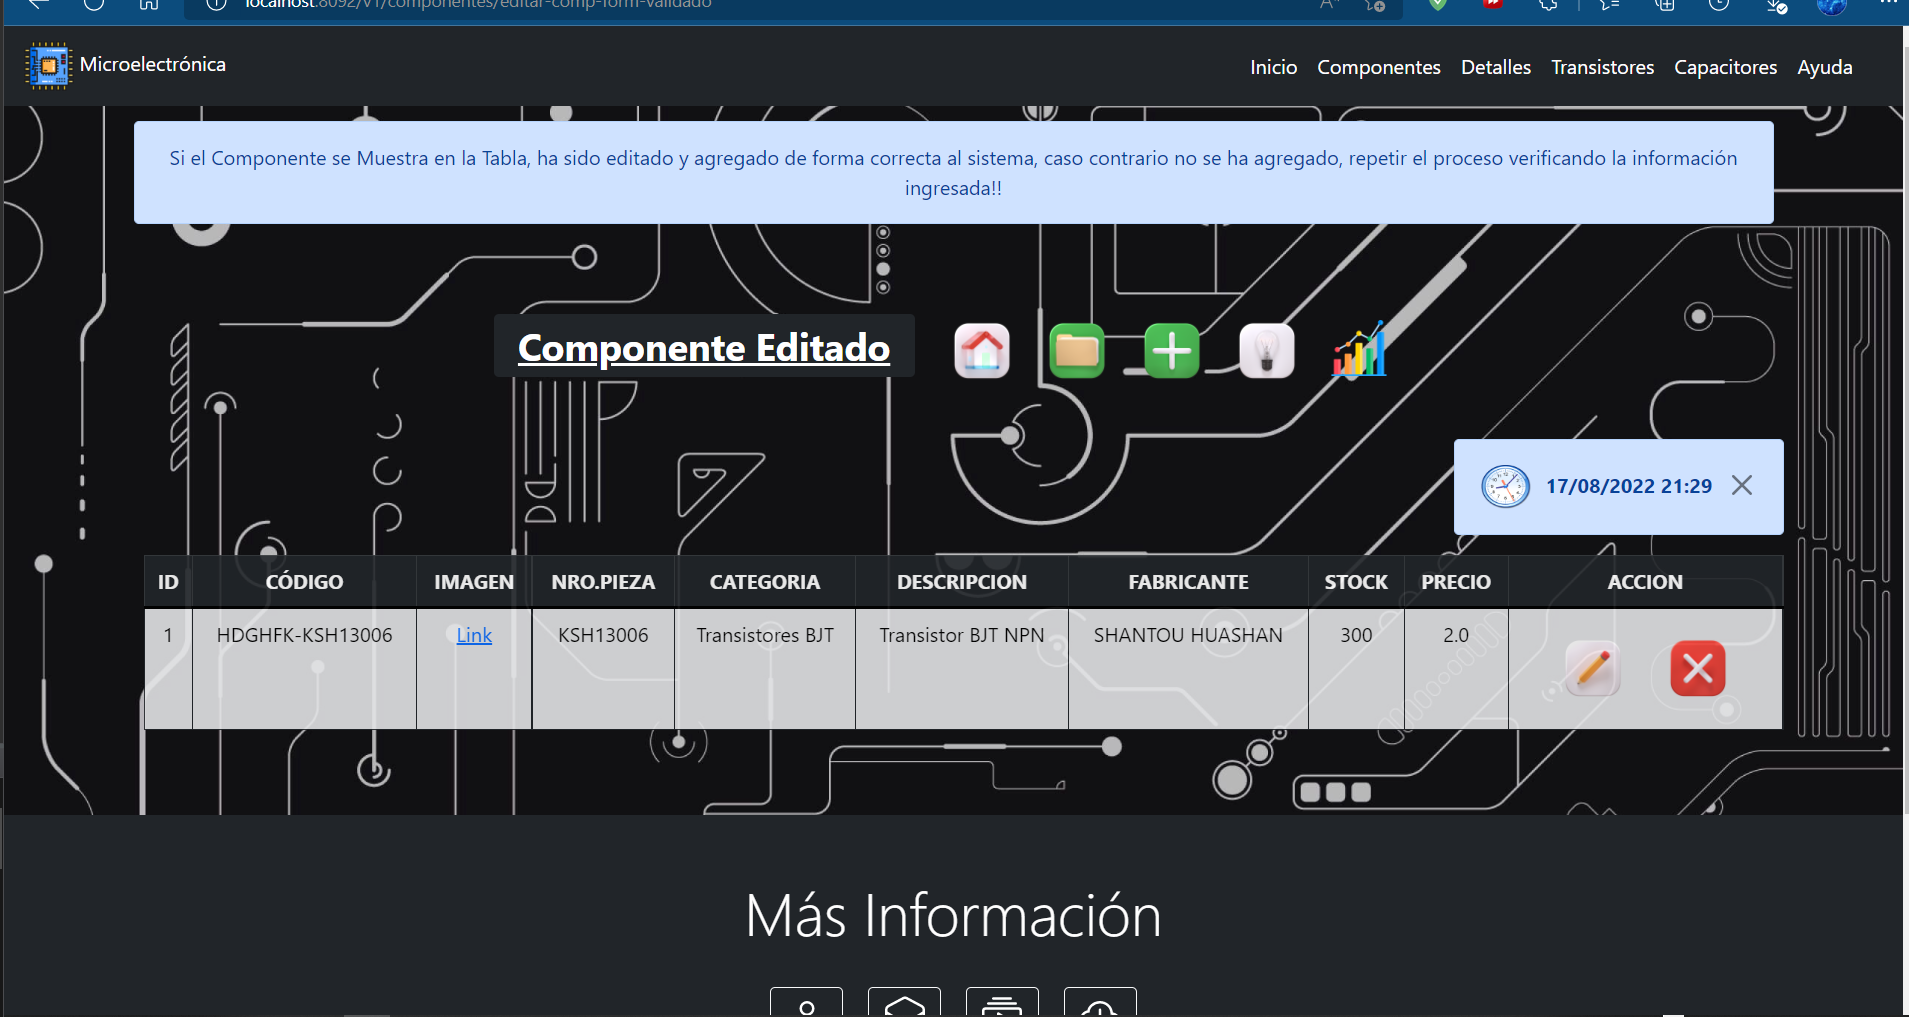 localhost:8092/v1/componentes/editar-comp-form-validado
Microelectrónica
Inicio Componentes Detalles Transistores Capacitores Ayuda
Si el Componente se Muestra en la Tabla, ha sido editado y agregado de forma correcta al sistema, caso contrario no se ha agregado, repetir el proceso verificando la información
ingresada!!
Componente Editado
17/08/2022 21:29
ID CÓDIGO IMAGEN NRO.PIEZA CATEGORIA DESCRIPCION FABRICANTE STOCK PRECIO ACCION
1 HDGHFK-KSH13006 Link KSH13006 Transistores BJT Transistor BJT NPN SHANTOU HUASHAN 300 2.0
Más Información